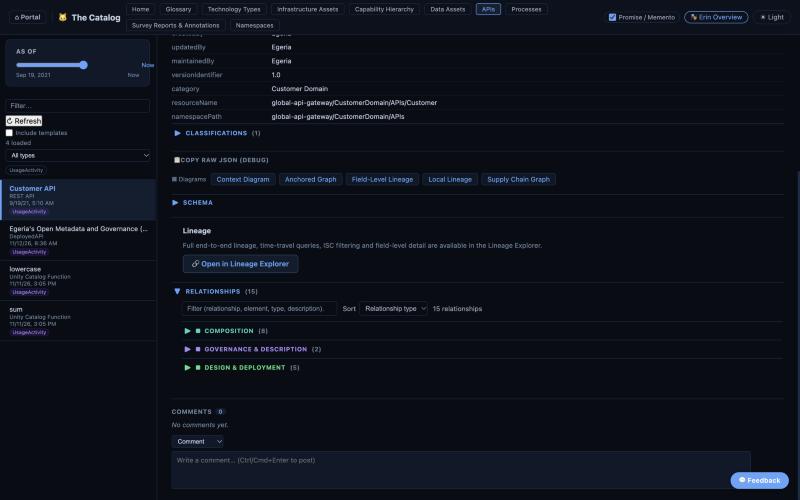 Portal
The Catalog
Home
Glossary
Technology Types
Infrastructure Assets
Capability Hierarchy
Data Assets
APIs
Processes
Survey Reports & Annotations
Namespaces
Promise / Memento
Erin Overview
Light
AS OF
Now
Sep 19, 2021
Now
Filter...
Refresh
Include templates
4 loaded
All types
UsageActivity
Customer API
REST API
9/19/21, 5:10 AM
UsageActivity
Egeria's Open Metadata and Governance (...
DeployedAPI
11/12/26, 8:36 AM
UsageActivity
lowercase
Unity Catalog Function
11/11/26, 3:05 PM
UsageActivity
sum
Unity Catalog Function
11/11/26, 3:05 PM
UsageActivity
updatedBy Egeria
maintainedBy Egeria
versionIdentifier 1.0
category Customer Domain
resourceName global-api-gateway/CustomerDomain/APIs/Customer
namespacePath global-api-gateway/CustomerDomain/APIs
CLASSIFICATIONS (1)
COPY RAW JSON (DEBUG)
Diagrams Context Diagram Anchored Graph Field-Level Lineage Local Lineage Supply Chain Graph
SCHEMA
Lineage
Full end-to-end lineage, time-travel queries, ISC filtering and field-level detail are available in the Lineage Explorer.
Open in Lineage Explorer
RELATIONSHIPS (15)
Filter (relationship, element, type, description). Sort Relationship type 15 relationships
COMPOSITION (8)
GOVERNANCE & DESCRIPTION (2)
DESIGN & DEPLOYMENT (5)
COMMENTS 0
No comments yet.
Comment
Write a comment... (Ctrl/Cmd+Enter to post)
Feedback